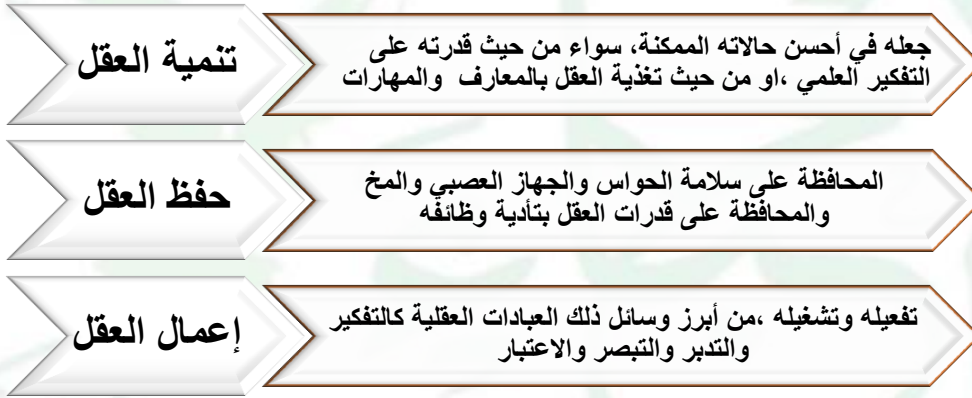 تنمية العقل
جعله في أحسن حالاته الممكنة، سواء من حيث قدرته على
التفكير العلمي ،او من حيث تغذية العقل بالمعارف والمهارات
حفظ العقل
المحافظة على سلامة الحواس والجهاز العصبي والمخ
والمحافظة على قدرات العقل بتأدية وظائفه
إعمال العقل
تفعيله وتشغيله ،من أبرز وسائل ذلك العبادات العقلية كالتفكير
والتدبر والتبصر والاعتبار